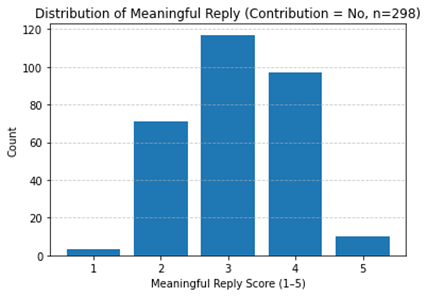 Distribution of Meaningful Reply (Contribution = No, n=298)
120
100
80
60
40
20
0
Count
1 2 3 4 5
Meaningful Reply Score (1–5)